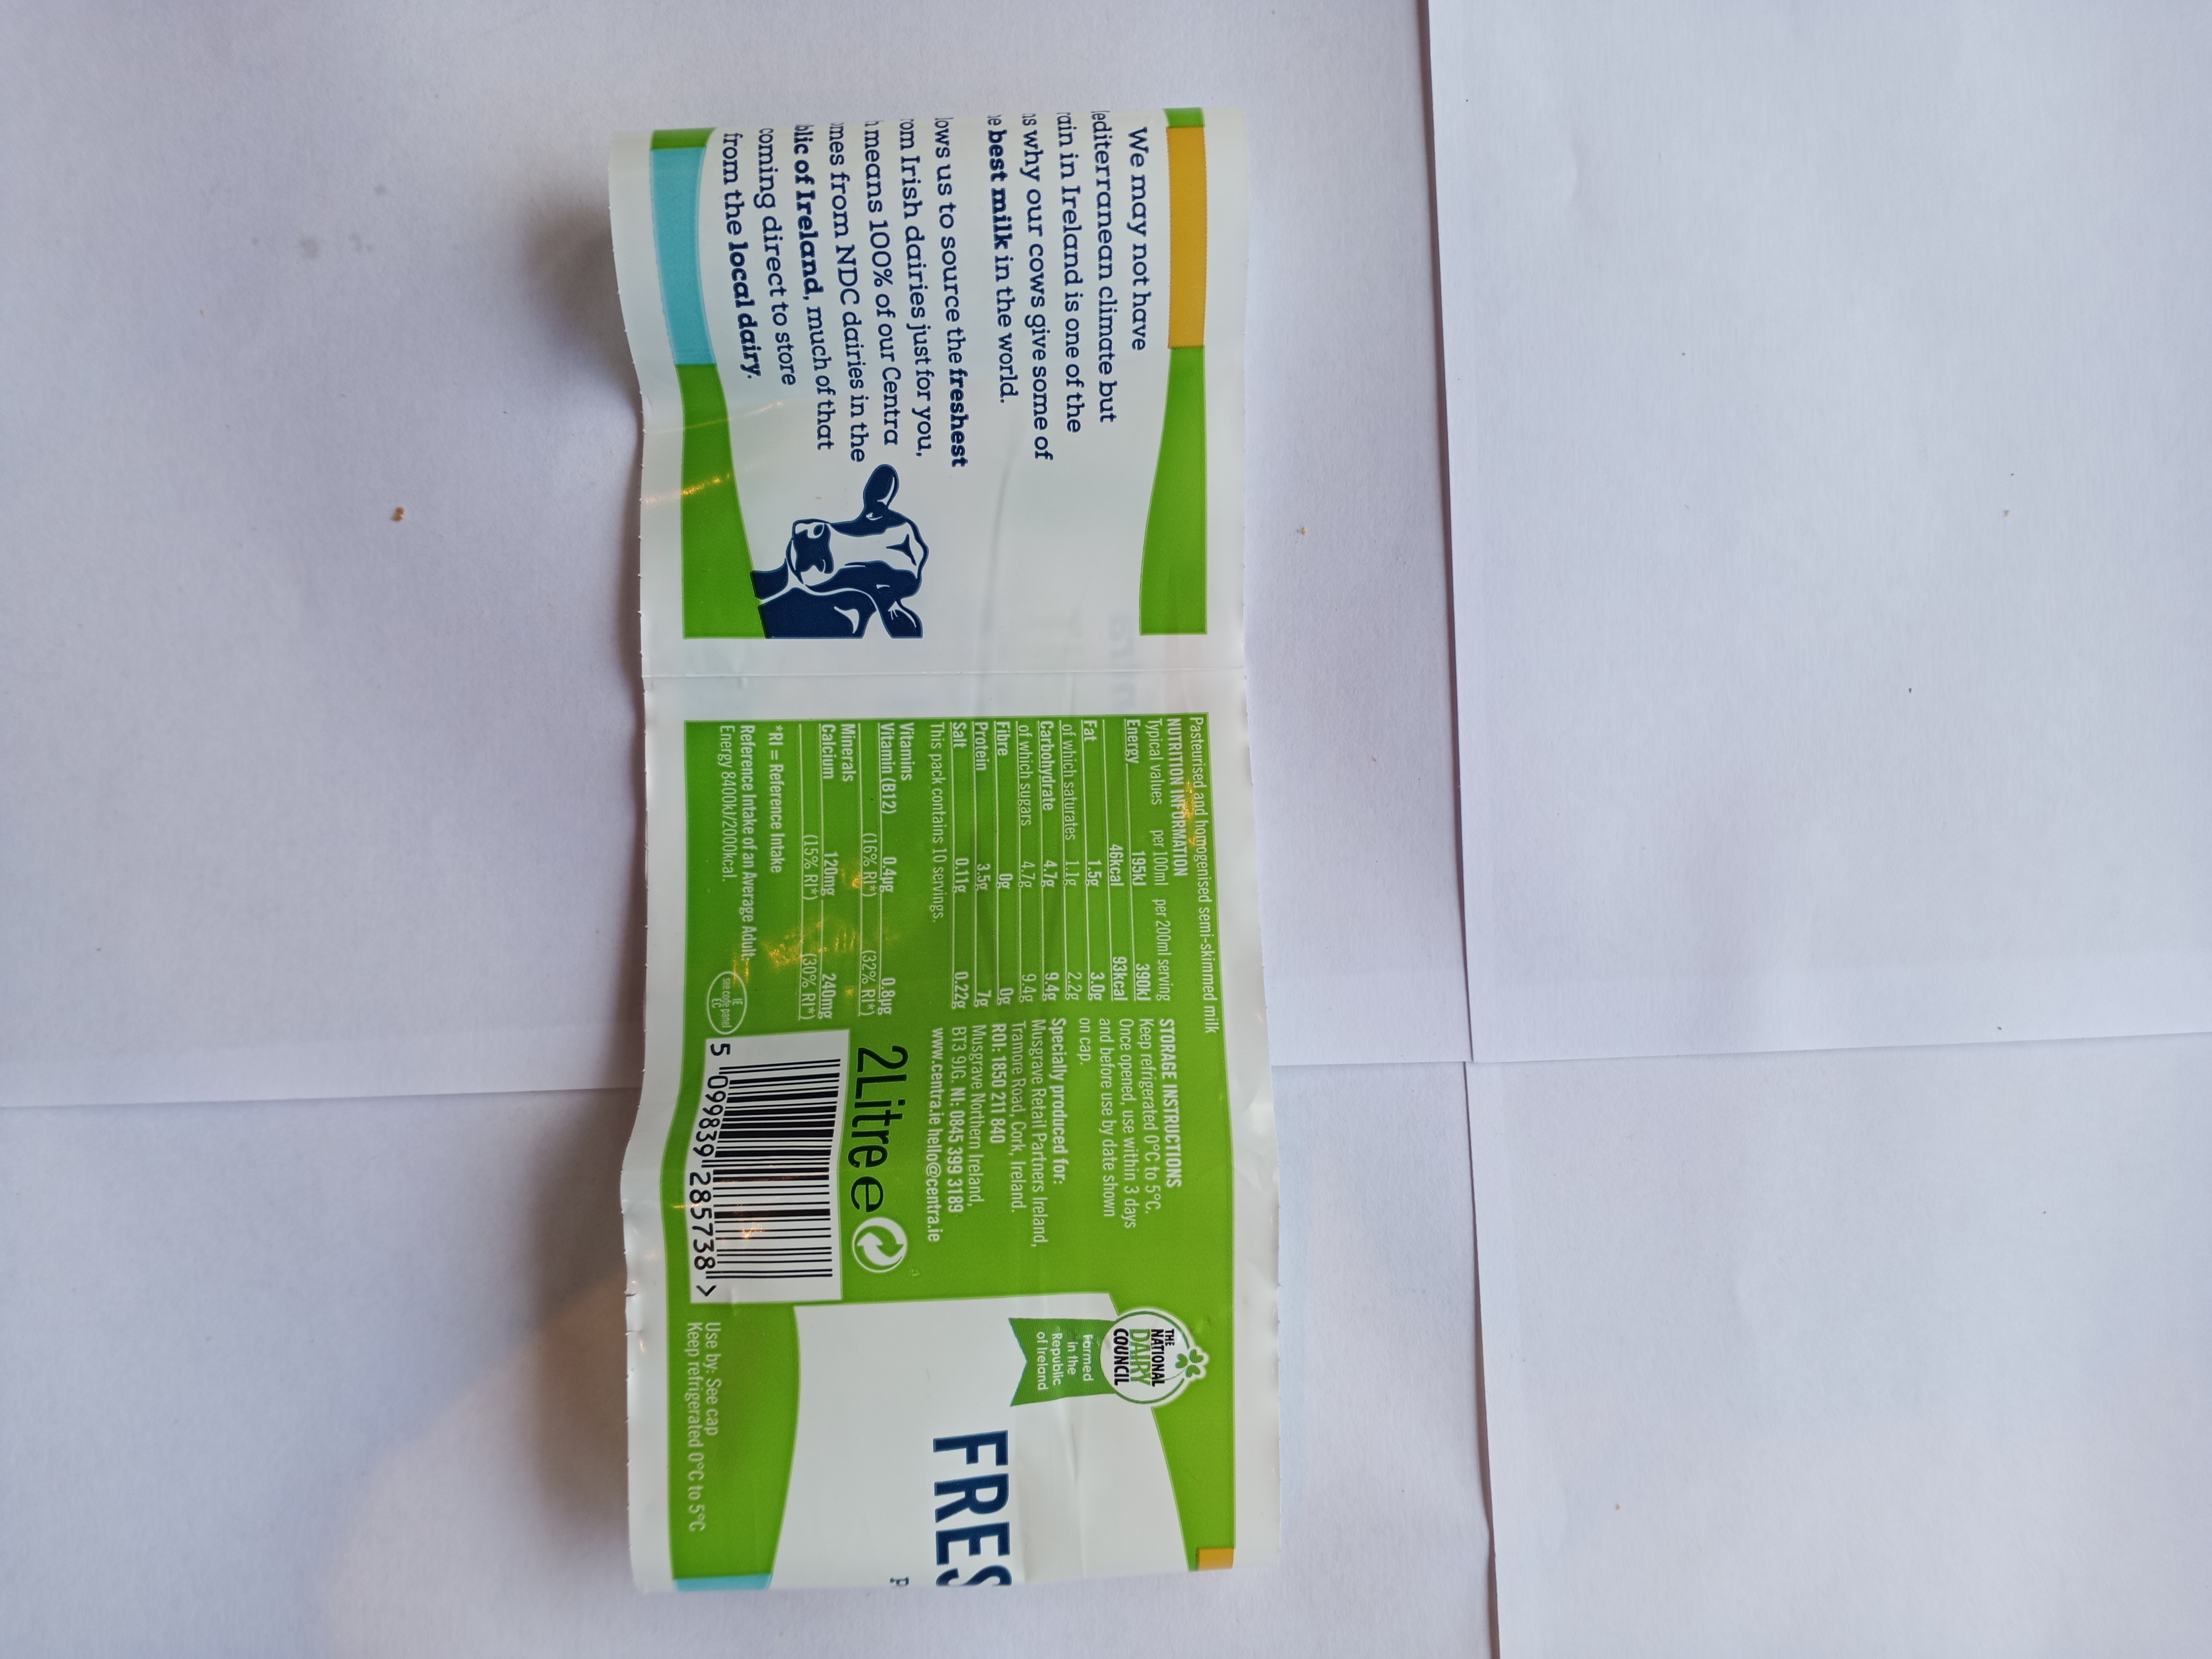 We may not have
editerranean climate but
rain in Ireland is one of the
why our cows give some of
best milk in the world.
lows us to source the freshest
om Irish dairies just for you,
means 100% of our Centra
mes from NDC dairies in the
blic of Ireland, much of that
coming direct to store
from the local dairy.
Pasteurised and homogenised semi-skimmed milk
NUTRITION INFORMATION
Typical values per 100ml per 200ml serving
Energy 195kJ 390kJ
46kcal 93kcal
Fat 1.5g 3.0g
of which saturates 1.1g 2.2g
Carbohydrate 4.7g 9.4g
of which sugars 4.7g 9.4g
Fibre 0g 0g
Protein 3.5g 7g
Salt 0.11g 0.22g
This pack contains 10 servings.
Vitamins
Vitamin (B12) 0.4µg 0.8µg
(16% RI*) (32% RI*)
Minerals
Calcium 120mg 240mg
(15% RI*) (30% RI*)
*RI = Reference Intake
Reference Intake of an Average Adult:
Energy 8400kJ/2000kcal.
IE
see code panel
EC
STORAGE INSTRUCTIONS
Keep refrigerated 0°C to 5°C.
Once opened, use within 3 days
and before use by date shown
on cap.
Specially produced for:
Musgrave Retail Partners Ireland,
Tramore Road, Cork, Ireland.
ROI: 1850 211 840
Musgrave Northern Ireland,
BT3 9JG. NI: 0845 399 3189
www.centra.ie hello@centra.ie
2Litre e
5 099839 285738 >
THE
NATIONAL
DAIRY
COUNCIL
Farmed
in the
Republic
of Ireland
FRES
P
Use by: See cap
Keep refrigerated 0°C to 5°C